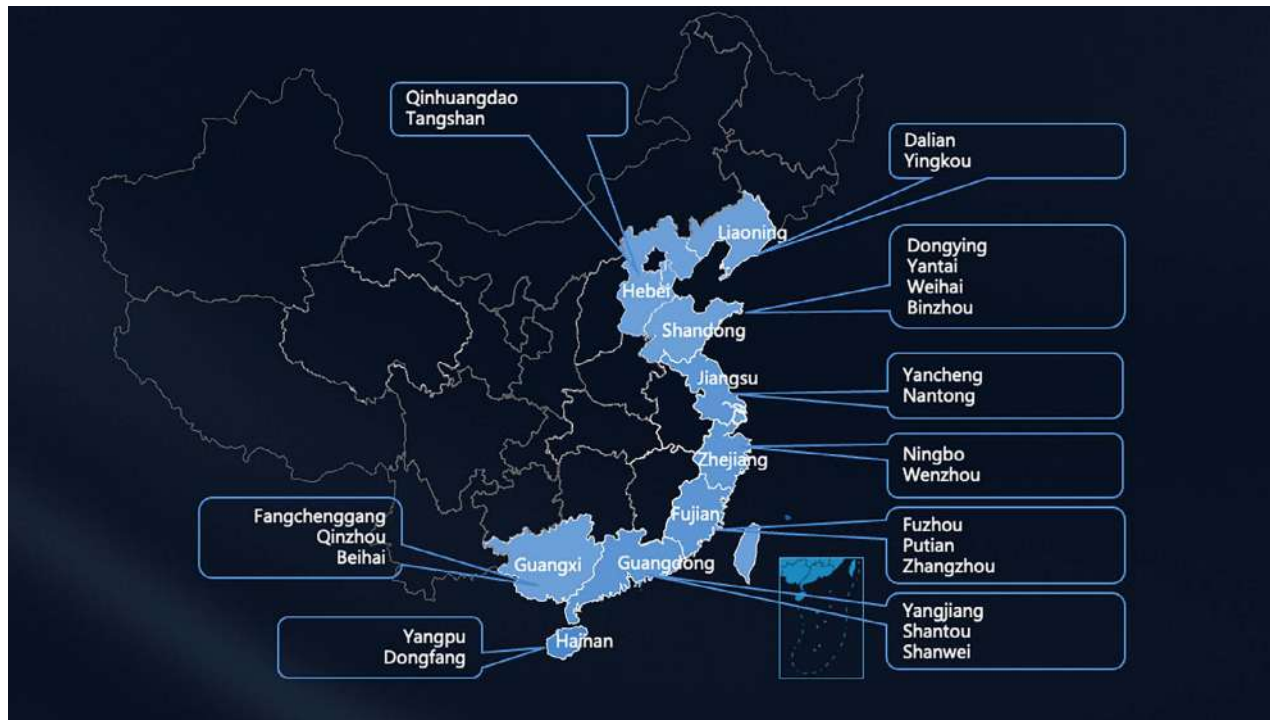 Qinhuangdao
Tangshan
Dalian
Yingkou
Liaoning
Dongying
Yantai
Weihai
Binzhou
Hebei
Shandong
Jiangsu
Yancheng
Nantong
Zhejiang
Ningbo
Wenzhou
Fangchenggang
Qinzhou
Beihai
Fujian
Fuzhou
Putian
Zhangzhou
Guangxi
Guangdong
Yangjiang
Shantou
Shanwei
Yangpu
Dongfang
Hainan